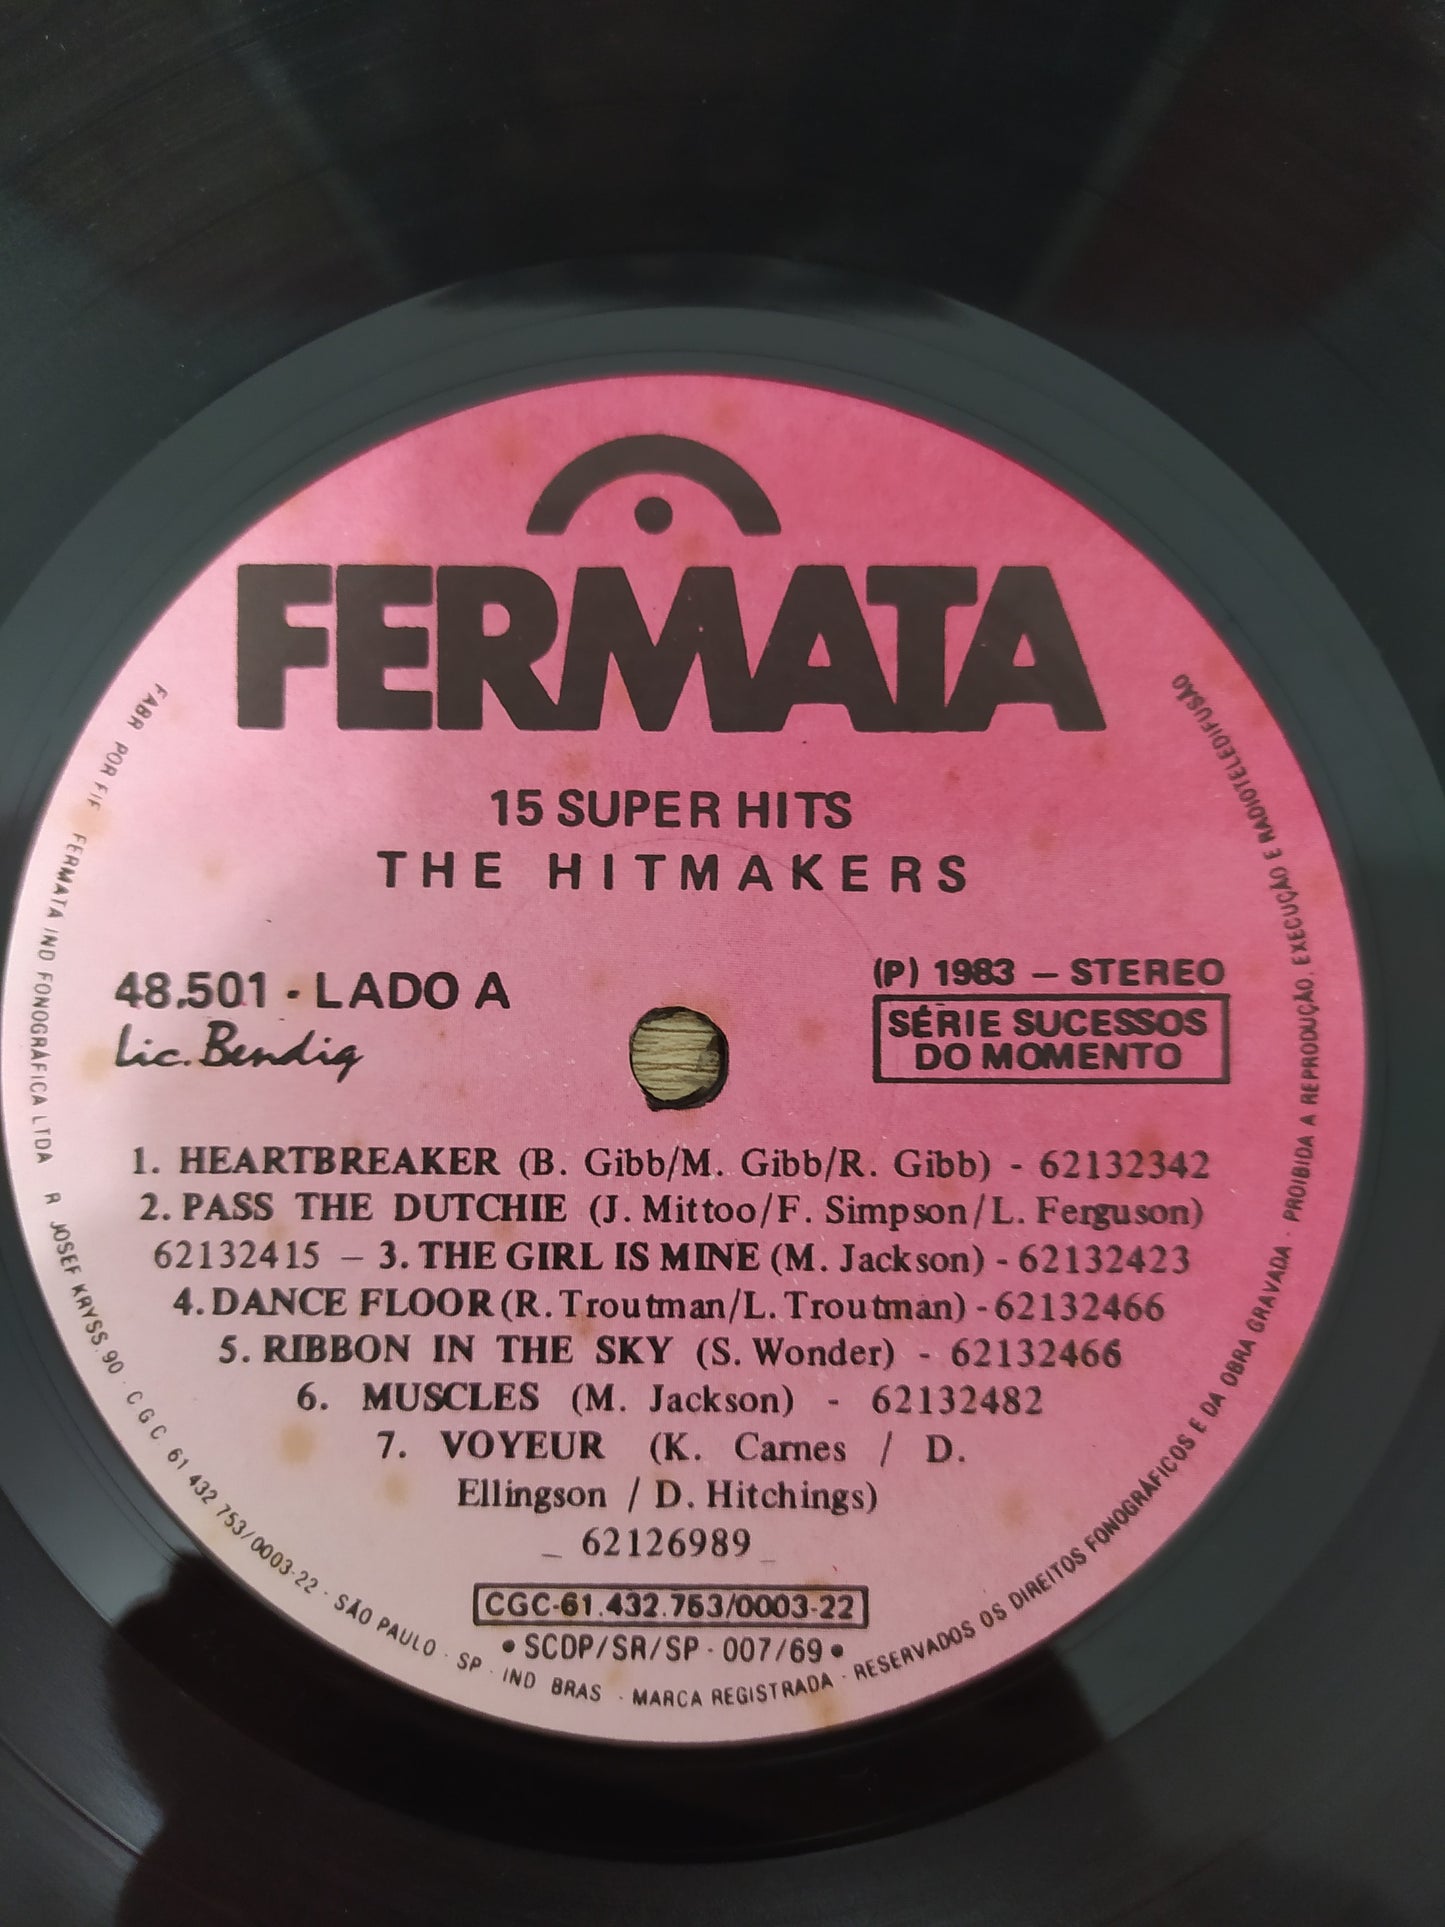 FERMATA
15 SUPER HITS
THE HITMAKERS
48.501 · LADO A
Lic. Bendig
(P) 1983 – STEREO
SÉRIE SUCESSOS
DO MOMENTO
1. HEARTBREAKER (B. Gibb/M. Gibb/R. Gibb) - 62132342
2. PASS THE DUTCHIE (J. Mittoo/F. Simpson/L. Ferguson)
62132415 – 3. THE GIRL IS MINE (M. Jackson) - 62132423
4. DANCE FLOOR (R. Troutman/L. Troutman) - 62132466
5. RIBBON IN THE SKY (S. Wonder) - 62132466
6. MUSCLES (M. Jackson) - 62132482
7. VOYEUR (K. Carnes / D.
Ellingson / D. Hitchings)
_ 62126989 _
CGC-61.432.753/0003-22
• SCDP/SR/SP · 007/69 •
FABR POR FIF FERMATA IND FONOGRÁFICA LTDA R JOSEF KRYSS, 90 · C G C 61 432 753/0003-22 · SÃO PAULO · SP · IND BRAS · MARCA REGISTRADA · RESERVADOS OS DIREITOS FONOGRÁFICOS E DA OBRA GRAVADA · PROIBIDA A REPRODUÇÃO, EXECUÇÃO E RADIOTELEDIFUSÃO